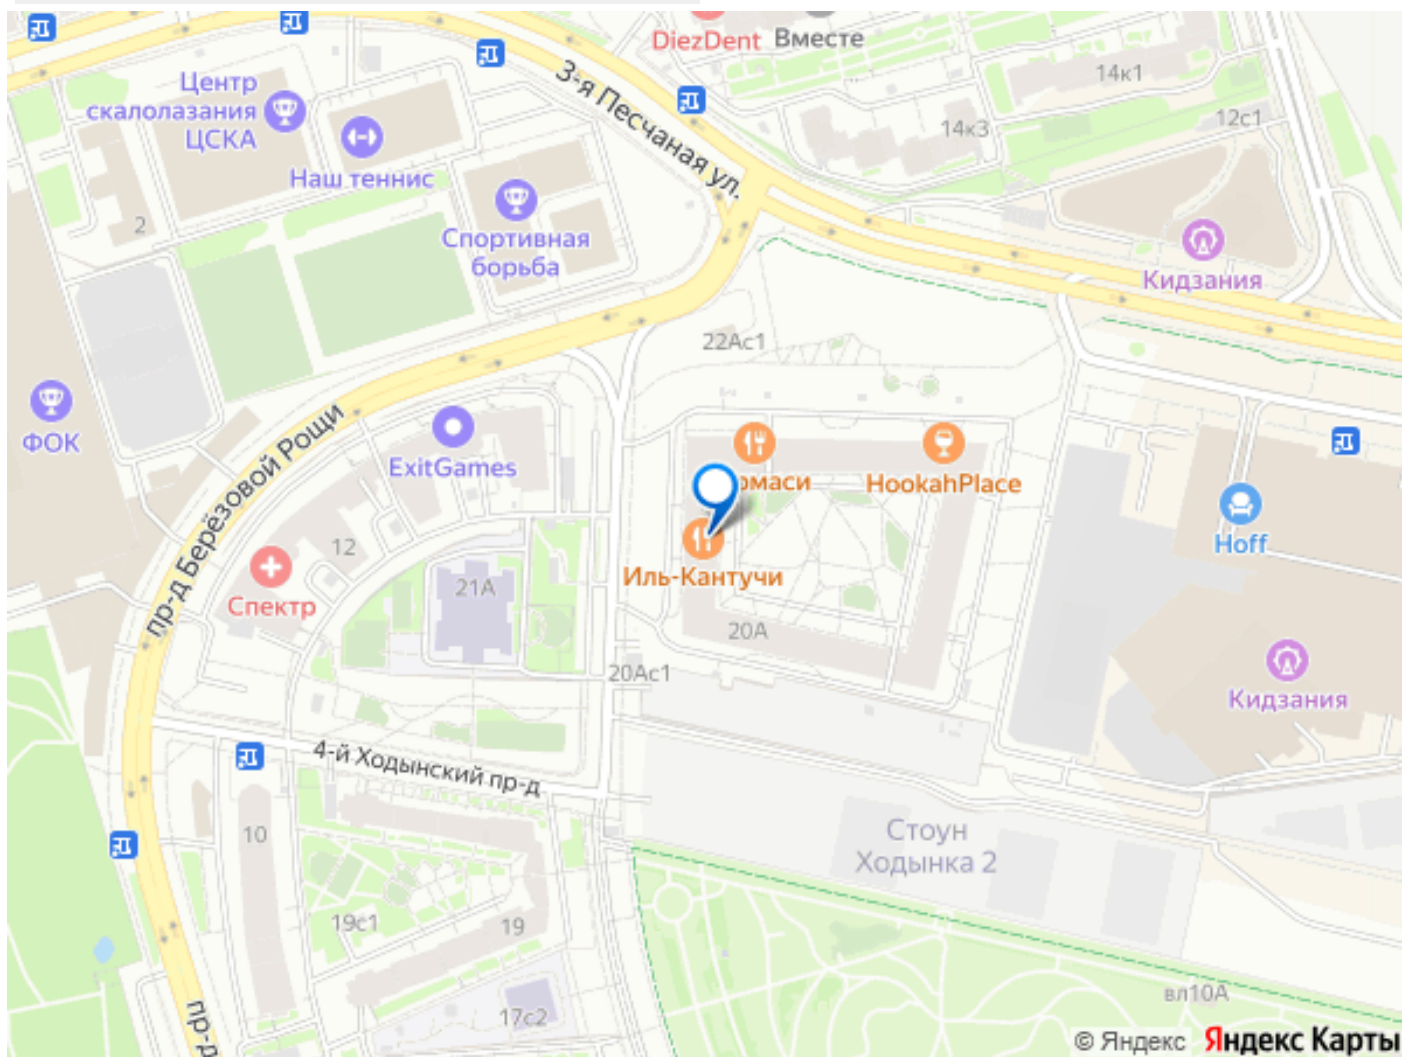 DiezDent
Вместе
14к1
12с1
14к3
3-я Песчаная ул.
Центр
скалолазания
ЦСКА
Наш теннис
2
Спортивная
борьба
Кидзания
22Ас1
ФОК
ExitGames
HookahPlace
Hoff
пр-д Берёзовой Рощи
12
Спектр
21А
Иль-Кантучи
20А
20Ас1
Кидзания
4-й Ходынский пр-д
Стоун
Ходынка 2
10
19с1
19
17с2
вл10А
пр-д
© Яндекс Яндекс Карты